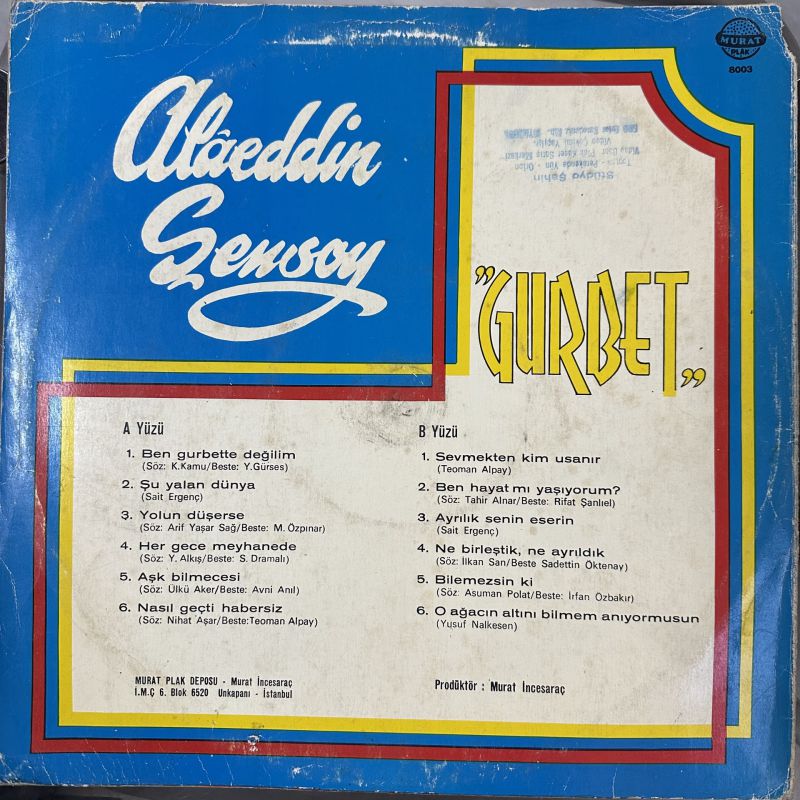 MURAT
PLAK
8003
Alâeddin
Şensoy
Stüdyo Şahin
"GURBET"
A Yüzü
1. Ben gurbette değilim
(Söz: K.Kamu/Beste: Y.Gürses)
2. Şu yalan dünya
(Sait Ergenç)
3. Yolun düşerse
(Söz: Arif Yaşar Sağ/Beste: M. Özpınar)
4. Her gece meyhanede
(Söz: Y. Alkış/Beste: S. Dramalı)
5. Aşk bilmecesi
(Söz: Ülkü Aker/Beste: Avni Anıl)
6. Nasıl geçti habersiz
(Söz: Nihat Aşar/Beste:Teoman Alpay)
B Yüzü
1. Sevmekten kim usanır
(Teoman Alpay)
2. Ben hayat mı yaşıyorum?
(Söz: Tahir Alnar/Beste: Rifat Şanlıel)
3. Ayrılık senin eserin
(Sait Ergenç)
4. Ne birleştik, ne ayrıldık
(Söz: İlkan San/Beste Sadettin Öktenay)
5. Bilemezsin ki
(Söz: Asuman Polat/Beste: İrfan Özbakır)
6. O ağacın altını bilmem anıyormusun
(Yusuf Nalkesen)
MURAT PLAK DEPOSU - Murat İncesaraç
İ.M.Ç 6. Blok 6520 Unkapanı - İstanbul
Prodüktör : Murat İncesaraç